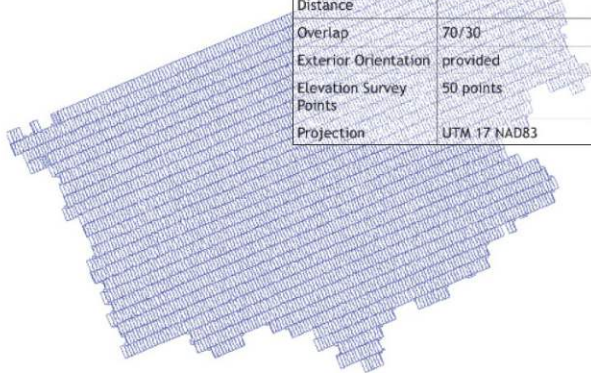 Distance
Overlap 70/30
Exterior Orientation provided
Elevation Survey 50 points
Points
Projection UTM 17 NAD83